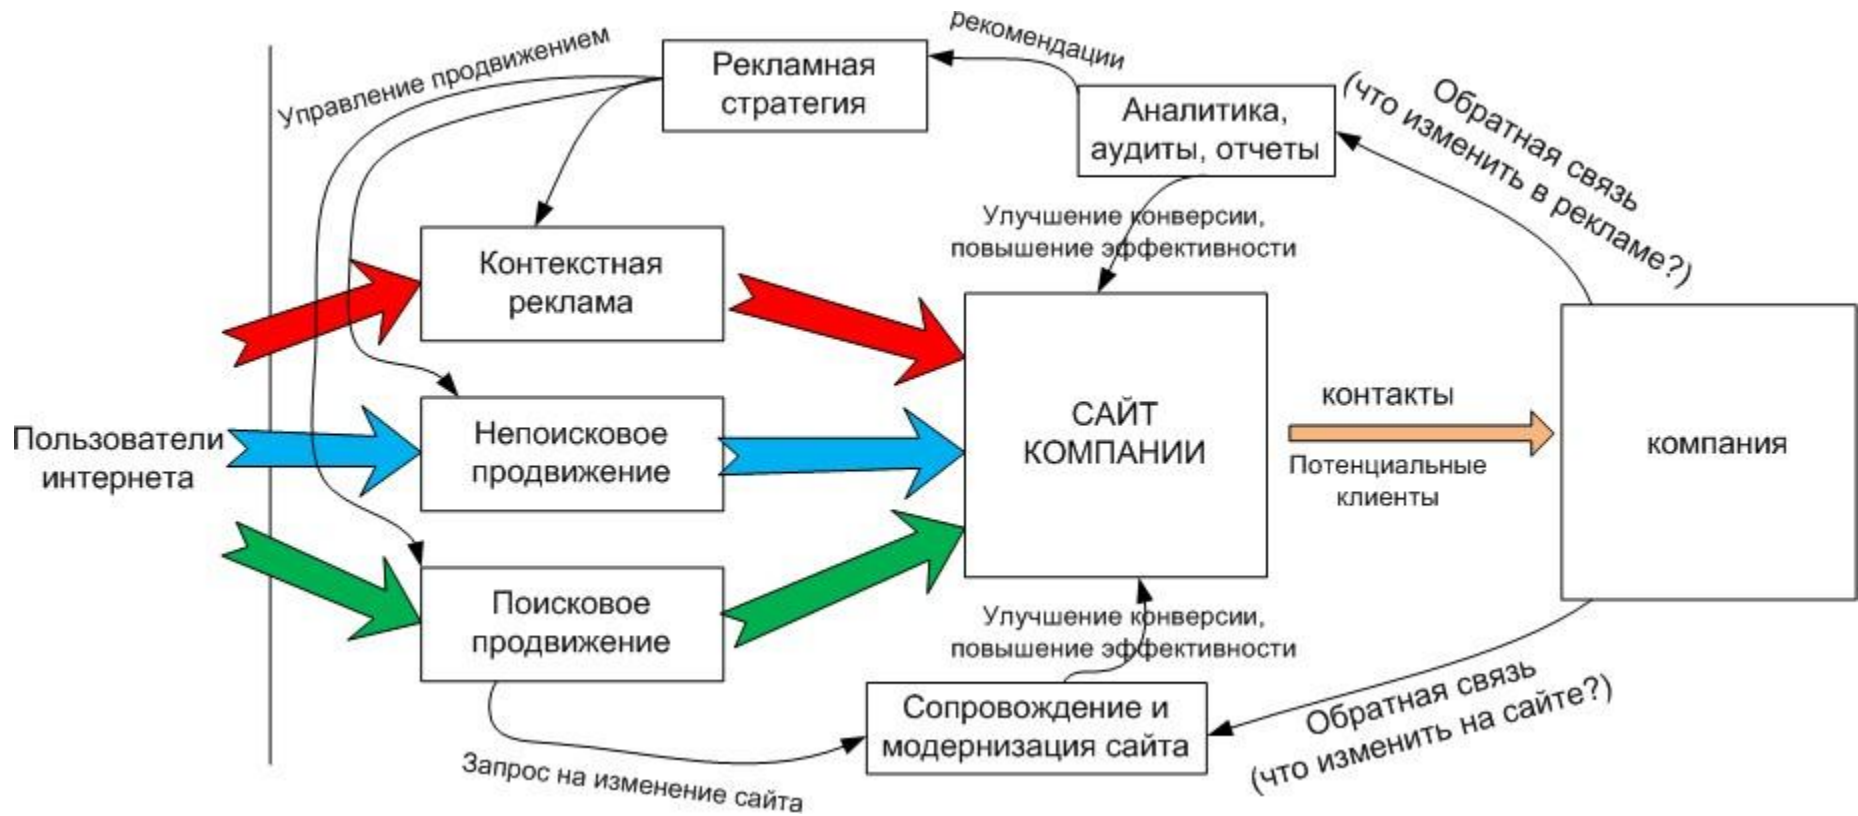 Управление продвижением
Рекламная
стратегия
рекомендации
Аналитика,
аудиты, отчеты
Обратная связь
(что изменить в рекламе?)
Улучшение конверсии,
повышение эффективности
Контекстная
реклама
Пользователи
интернета
Непоисковое
продвижение
САЙТ
КОМПАНИИ
контакты
Потенциальные
клиенты
компания
Поисковое
продвижение
Улучшение конверсии,
повышение эффективности
Сопровождение и
модернизация сайта
Обратная связь
(что изменить на сайте?)
Запрос на изменение сайта